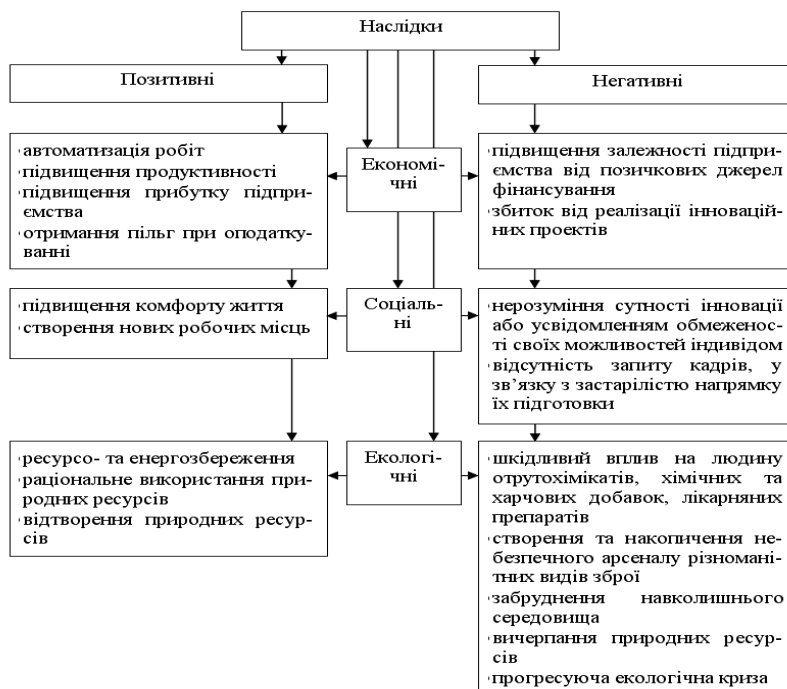 Наслідки
Позитивні
Негативні
автоматизація робіт
підвищення продуктивності
підвищення прибутку підпри-
ємства
отримання пільг при оподатку-
ванні
Економі-
чні
підвищення залежності підпри-
ємства від позичкових джерел
фінансування
збиток від реалізації інновацій-
них проектів
підвищення комфорту життя
створення нових робочих місць
Соціаль-
ні
нерозуміння сутності інновації
або усвідомленням обмеженос-
ті своїх можливостей індивідом
відсутність запиту кадрів, у
зв’язку з застарілістю напрямку
їх підготовки
ресурсо- та енергозбереження
раціональне використання при-
родних ресурсів
відтворення природних ресур-
сів
Екологі-
чні
шкідливий вплив на людину
отрутохімікатів, хімічних та
харчових добавок, лікарняних
препаратів
створення та накопичення не-
безпечного арсеналу різномані-
тних видів зброї
забруднення навколишнього
середовища
вичерпання природних ресур-
сів
прогресуюча екологічна криза